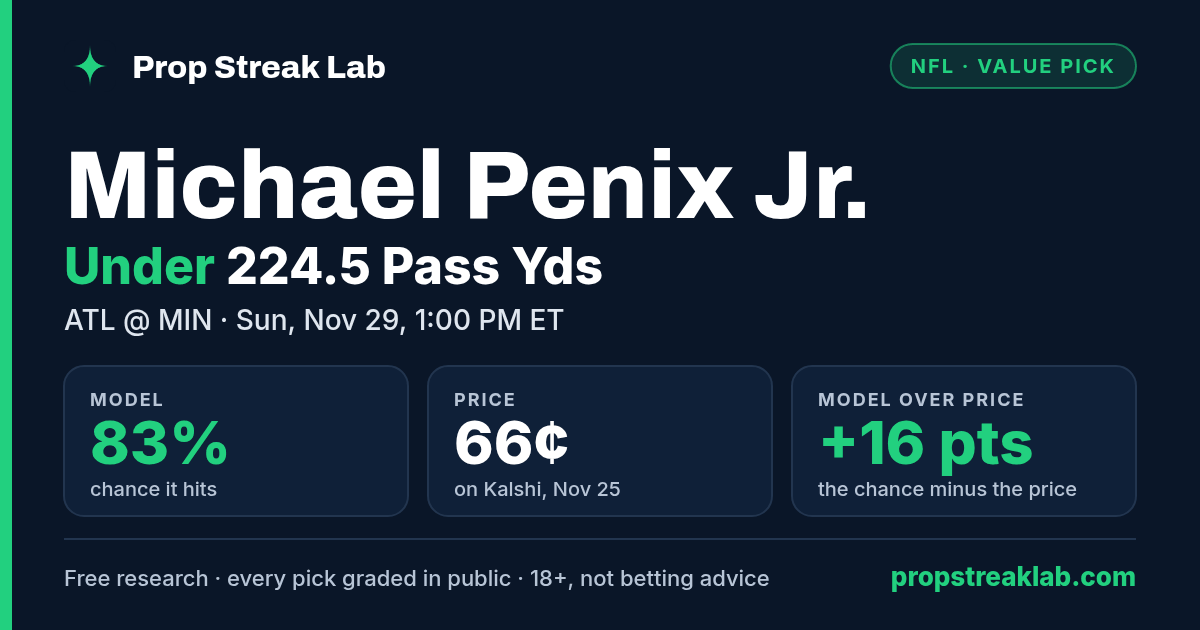 Prop Streak Lab
NFL · VALUE PICK
Michael Penix Jr.
Under 224.5 Pass Yds
ATL @ MIN · Sun, Nov 29, 1:00 PM ET
MODEL
83%
chance it hits
PRICE
66¢
on Kalshi, Nov 25
MODEL OVER PRICE
+16 pts
the chance minus the price
Free research · every pick graded in public · 18+, not betting advice
propstreaklab.com